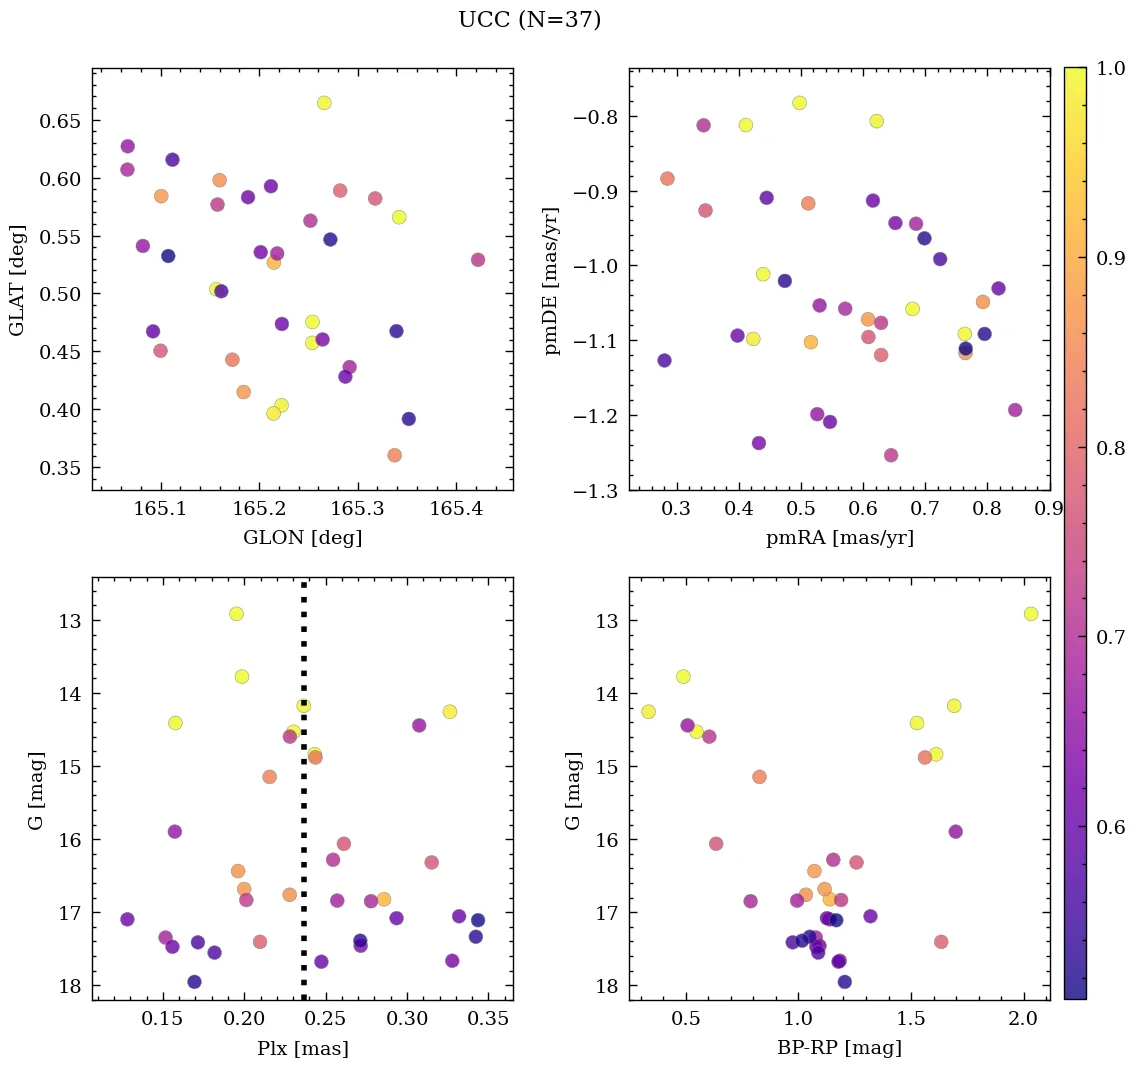 UCC (N=37)
0.65
0.60
0.55
0.50
0.45
0.40
0.35
GLAT [deg]
165.1 165.2 165.3 165.4
GLON [deg]
−0.8
−0.9
−1.0
−1.1
−1.2
−1.3
pmDE [mas/yr]
0.3 0.4 0.5 0.6 0.7 0.8 0.9
pmRA [mas/yr]
13
14
15
16
17
18
G [mag]
0.15 0.20 0.25 0.30 0.35
Plx [mas]
13
14
15
16
17
18
G [mag]
0.5 1.0 1.5 2.0
BP-RP [mag]
1.0
0.9
0.8
0.7
0.6